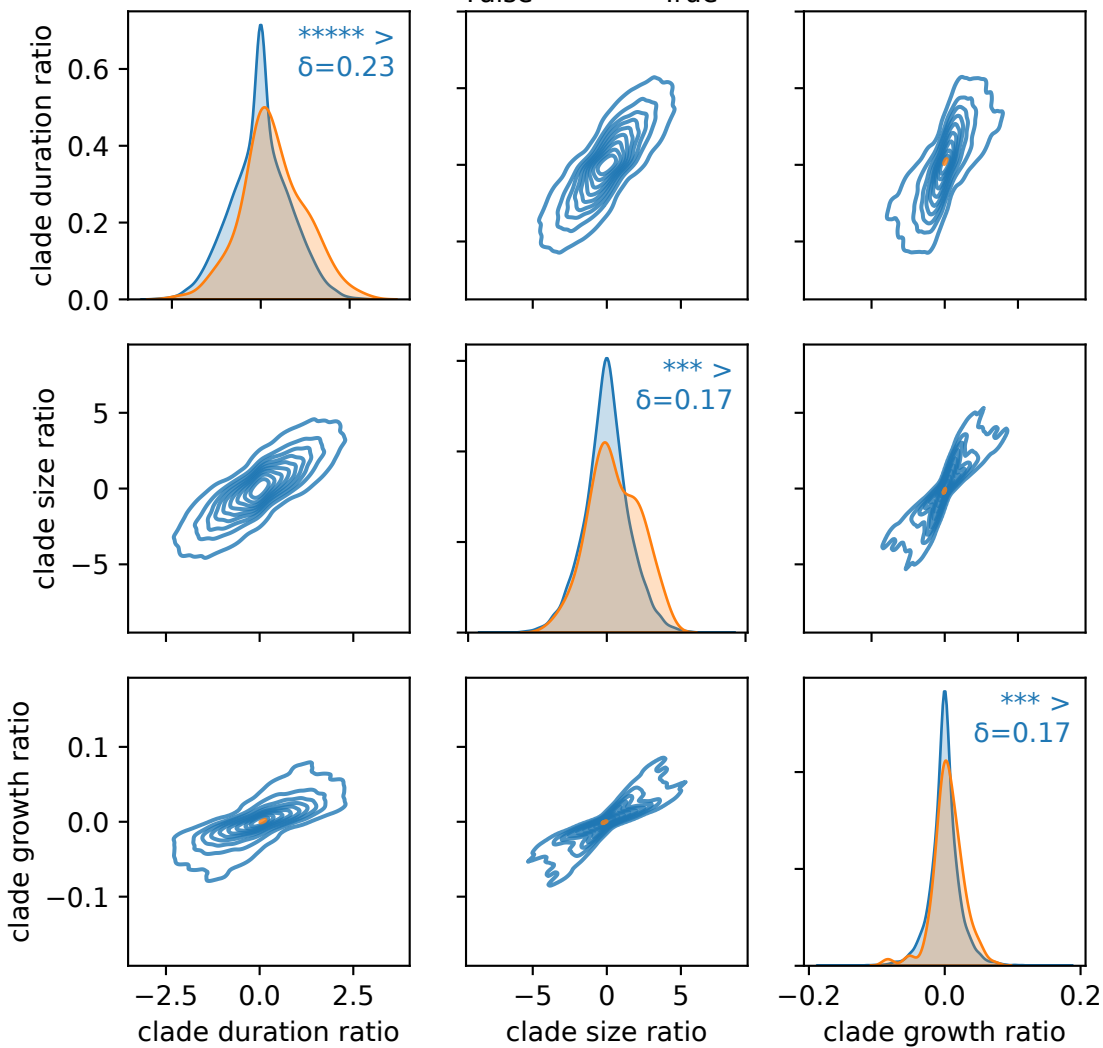 clade duration ratio
0.6
0.4
0.2
0.0
***** >
δ=0.23
clade size ratio
5
0
−5
*** >
δ=0.17
clade growth ratio
0.1
0.0
−0.1
*** >
δ=0.17
−2.5 0.0 2.5
−5 0 5
−0.2 0.0 0.2
clade duration ratio
clade size ratio
clade growth ratio